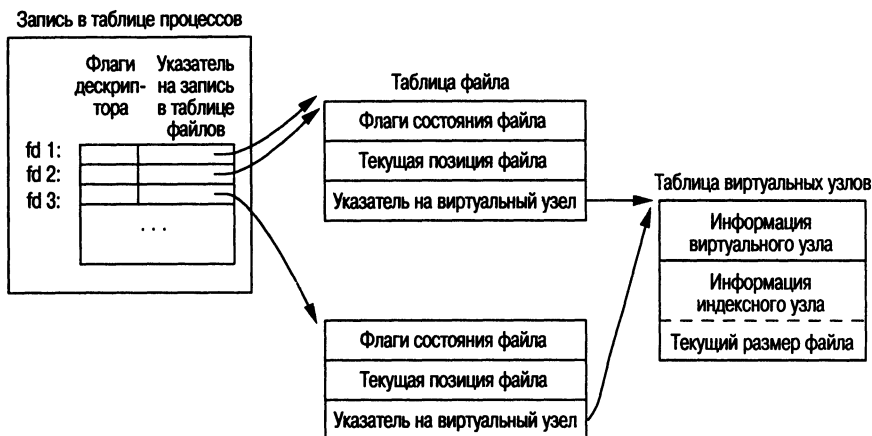 Запись в таблице процессов
Флаги
дескрип-
тора
Указатель
на запись
в таблице
файлов
fd 1:
fd 2:
fd 3:
. . .
Таблица файла
Флаги состояния файла
Текущая позиция файла
Указатель на виртуальный узел
Флаги состояния файла
Текущая позиция файла
Указатель на виртуальный узел
Таблица виртуальных узлов
Информация
виртуального узла
Информация
индексного узла
Текущий размер файла